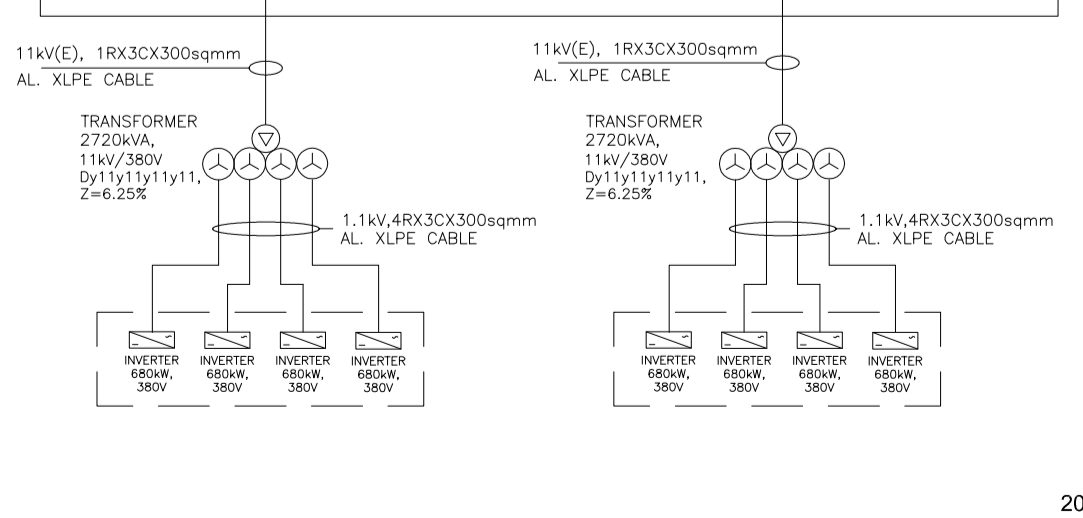 11kV(E), 1RX3CX300sqmm
AL. XLPE CABLE
TRANSFORMER
2720kVA,
11kV/380V
Dy11y11y11y11,
Z=6.25%
1.1kV,4RX3CX300sqmm
AL. XLPE CABLE
INVERTER
680kW,
380V
INVERTER
680kW,
380V
INVERTER
680kW,
380V
INVERTER
680kW,
380V
11kV(E), 1RX3CX300sqmm
AL. XLPE CABLE
TRANSFORMER
2720kVA,
11kV/380V
Dy11y11y11y11,
Z=6.25%
1.1kV,4RX3CX300sqmm
AL. XLPE CABLE
INVERTER
680kW,
380V
INVERTER
680kW,
380V
INVERTER
680kW,
380V
INVERTER
680kW,
380V
20